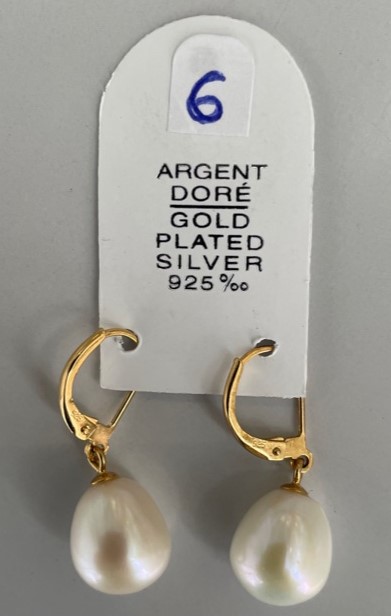 6
ARGENT
DORÉ
GOLD
PLATED
SILVER
925‰